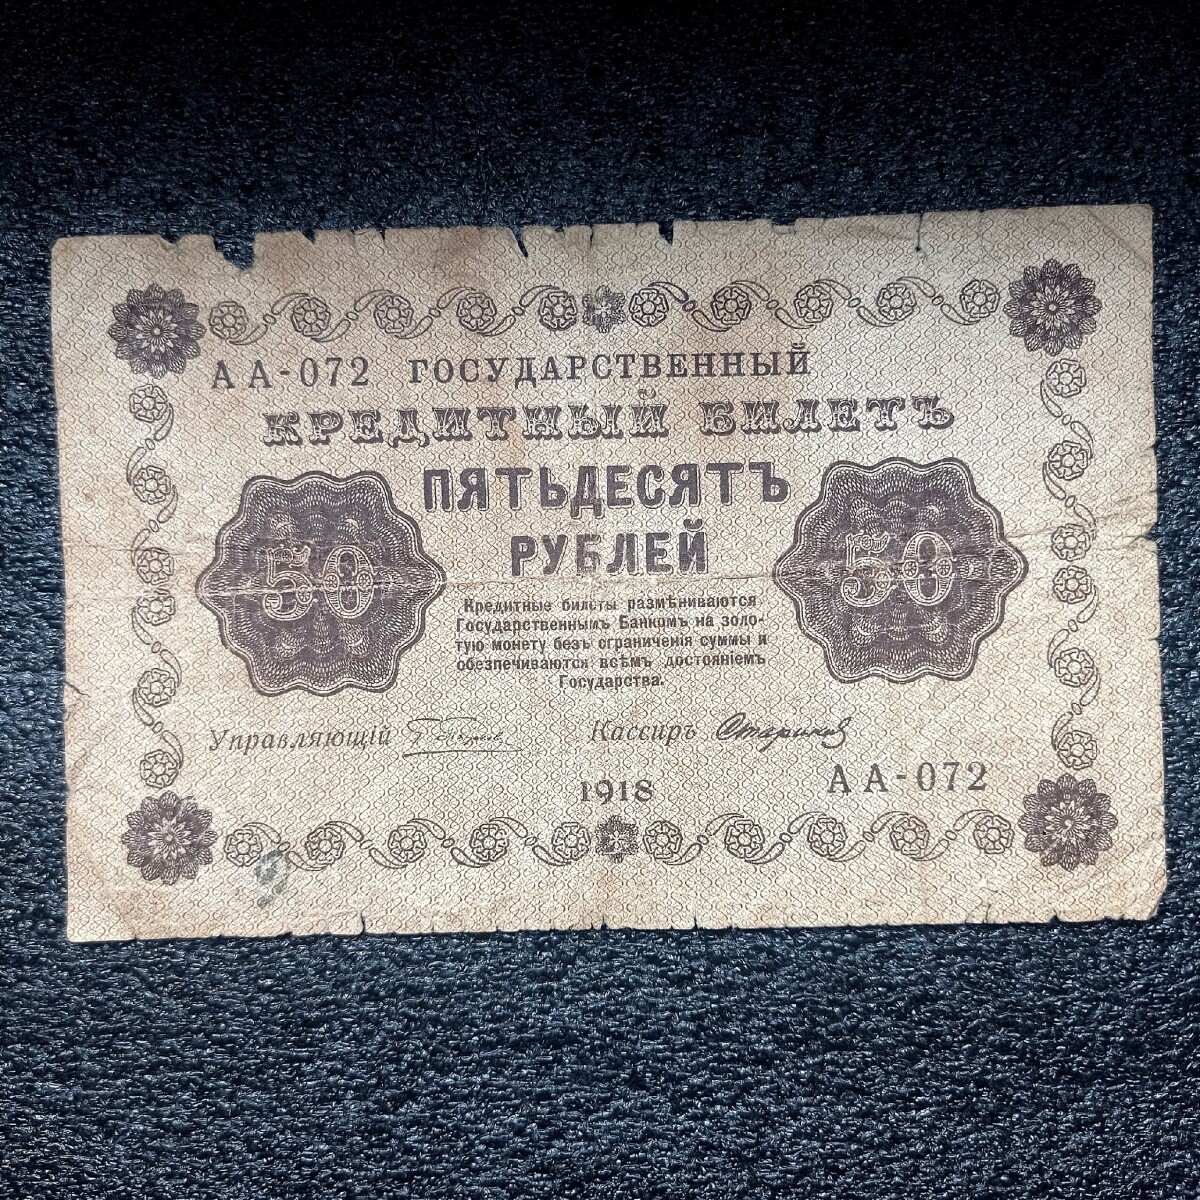 АА-072 ГОСУДАРСТВЕННЫЙ
КРЕДИТНЫЙ БИЛЕТЪ
ПЯТЬДЕСЯТЪ
РУБЛЕЙ
50
50
Кредитные билеты размѣниваются
Государственнымъ Банкомъ на золо-
тую монету безъ ограниченія суммы и
обезпечиваются всѣмъ достояніемъ
Государства.
Управляющій
Кассиръ Стариков
1918
АА-072